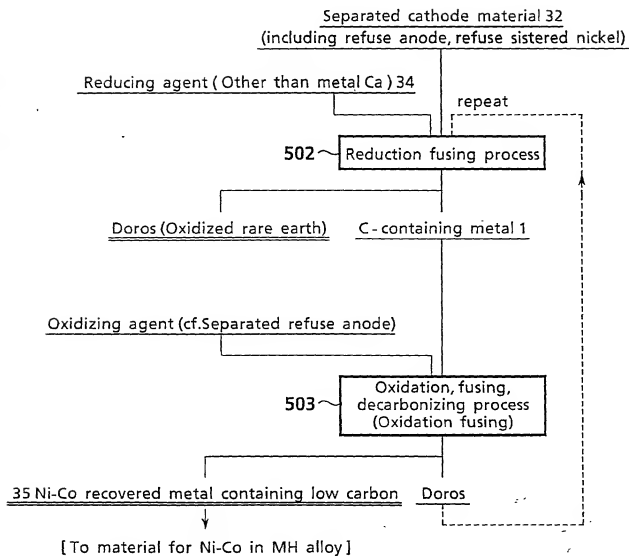 Separated cathode material 32
(including refuse anode, refuse sistered nickel)
Reducing agent (Other than metal Ca) 34
repeat
502
Reduction fusing process
Doros (Oxidized rare earth)
C-containing metal 1
Oxidizing agent (cf.Separated refuse anode)
503
Oxidation, fusing,
decarbonizing process
(Oxidation fusing)
35 Ni-Co recovered metal containing low carbon
Doros
[To material for Ni-Co in MH alloy]